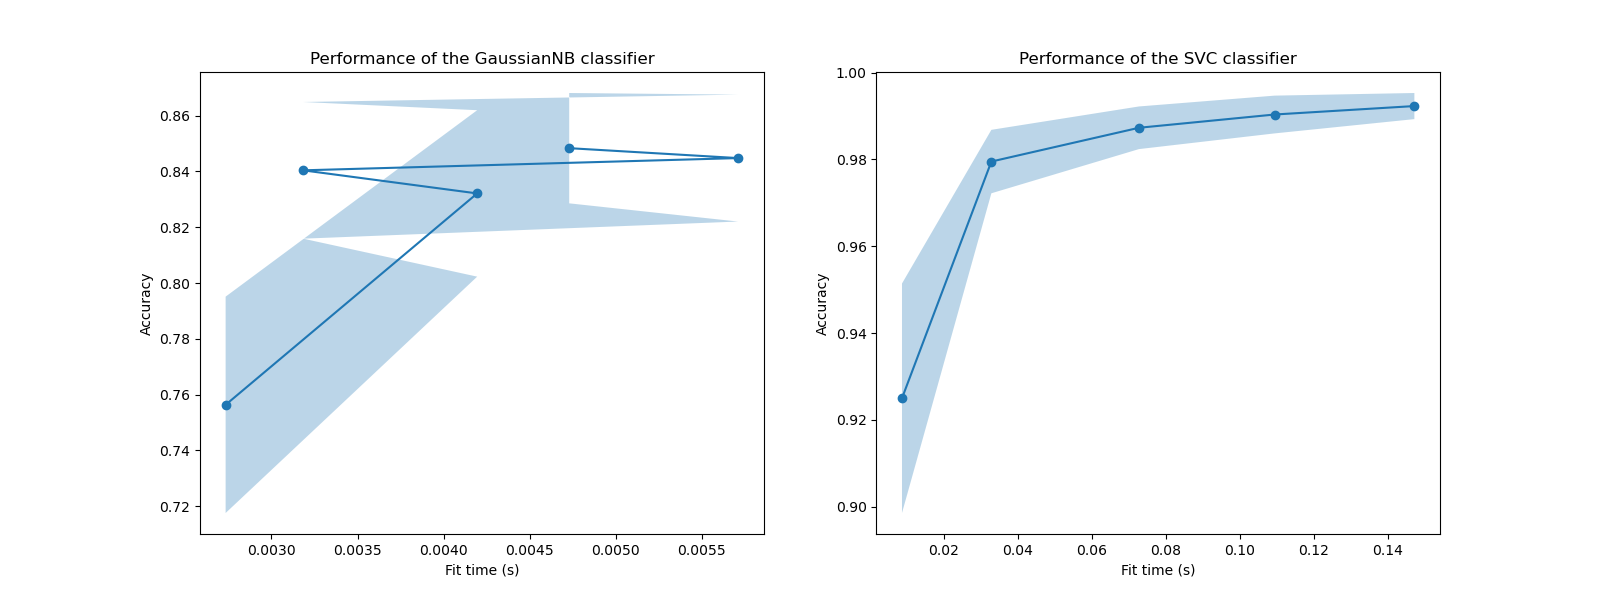 Performance of the GaussianNB classifier
0.86
0.84
0.82
0.80
0.78
0.76
0.74
0.72
Accuracy
0.0030 0.0035 0.0040 0.0045 0.0050 0.0055
Fit time (s)
Performance of the SVC classifier
1.00
0.98
0.96
0.94
0.92
0.90
Accuracy
0.02 0.04 0.06 0.08 0.10 0.12 0.14
Fit time (s)